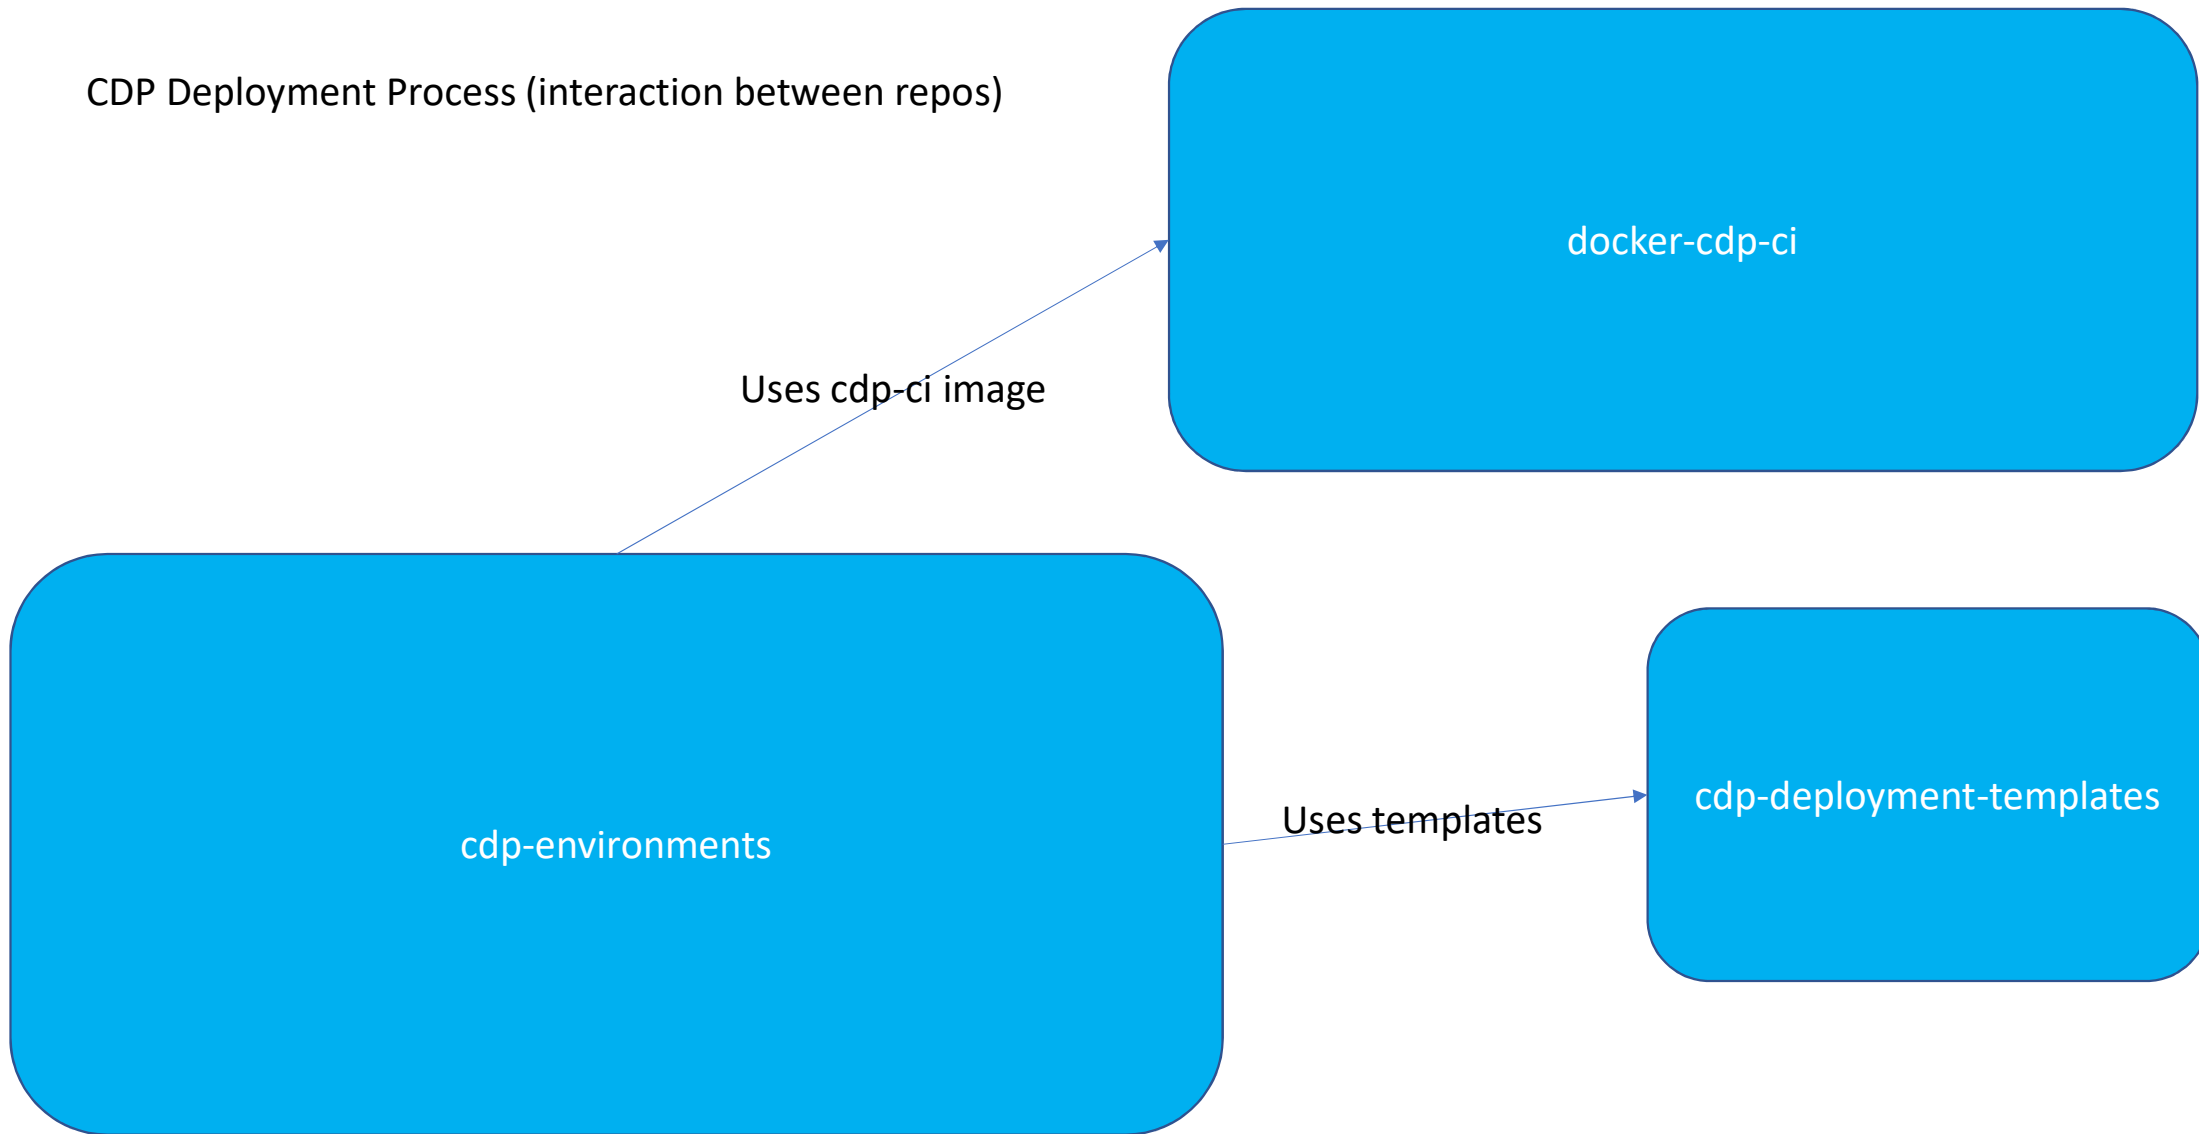 CDP Deployment Process (interaction between repos)
docker-cdp-ci
Uses cdp-ci image
cdp-environments
Uses templates
cdp-deployment-templates